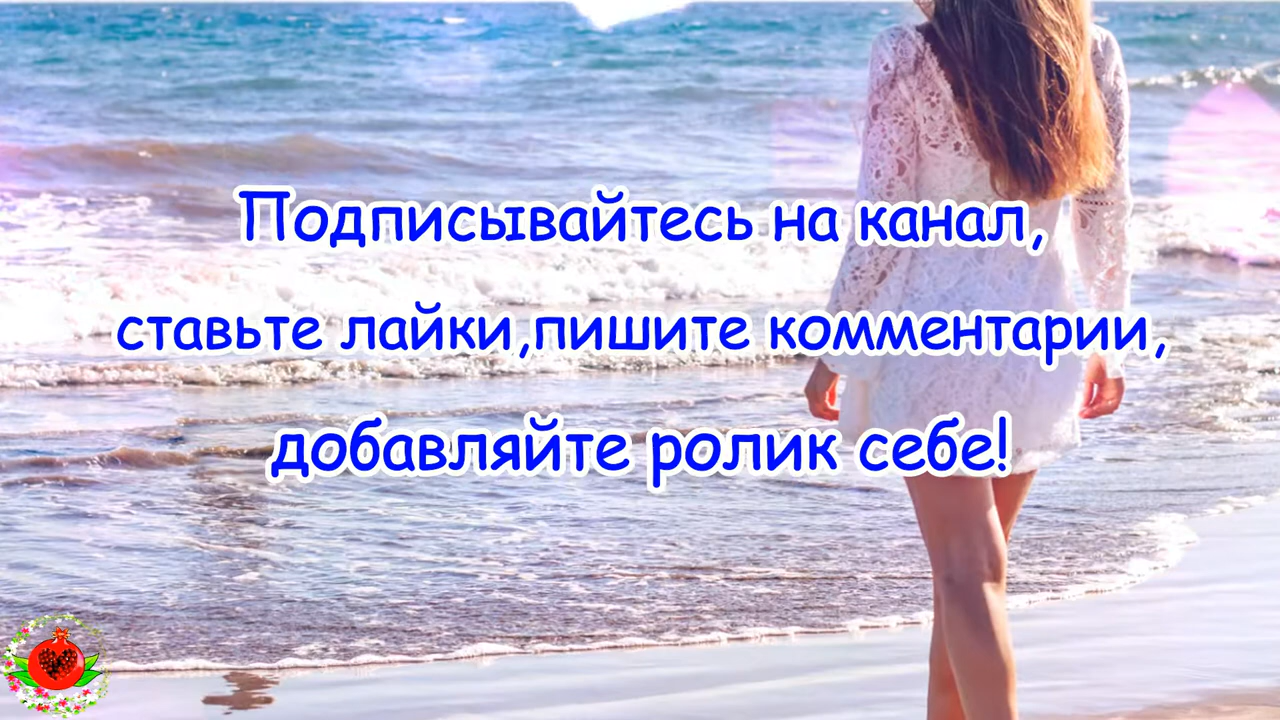 Подписывайтесь на канал,
ставьте лайки,пишите комментарии,
добавляйте ролик себе!